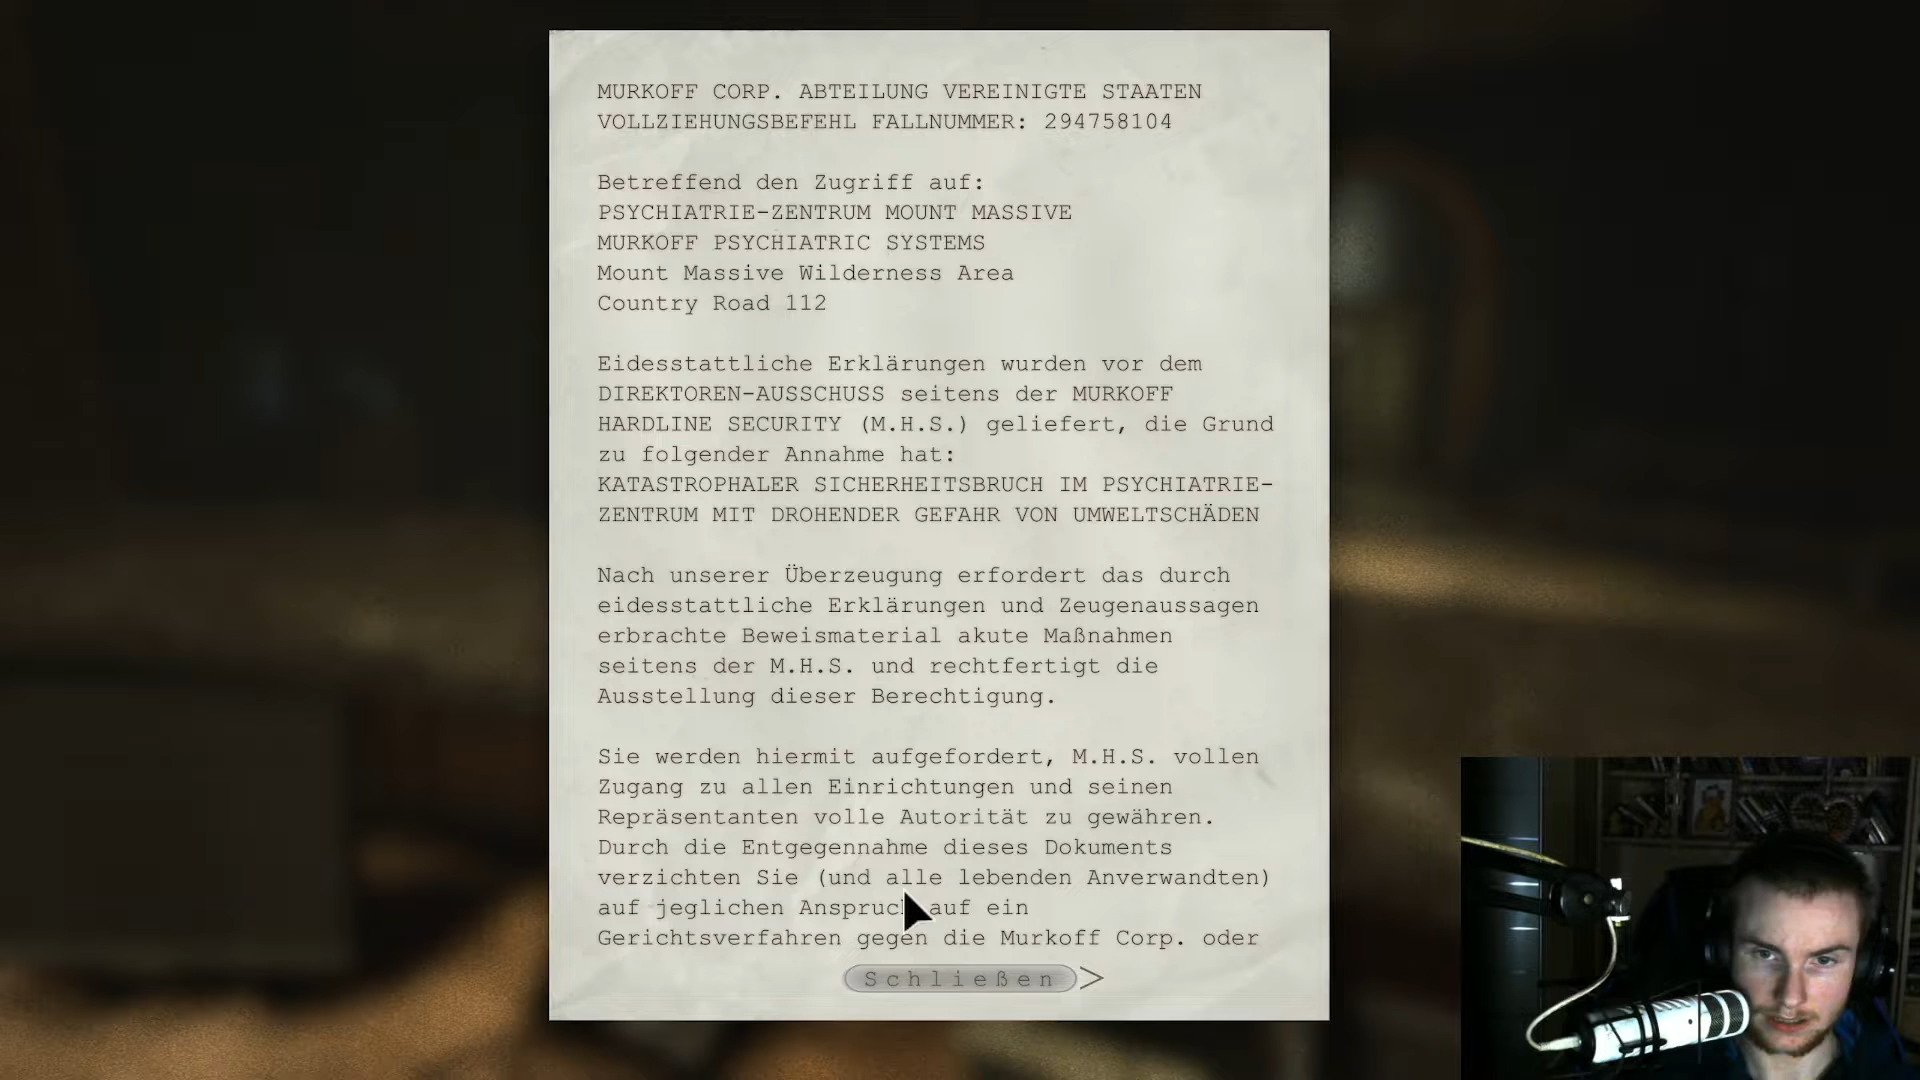 MURKOFF CORP. ABTEILUNG VEREINIGTE STAATEN
VOLLZIEHUNGSBEFEHL FALLNUMMER: 294758104
Betreffend den Zugriff auf:
PSYCHIATRIE-ZENTRUM MOUNT MASSIVE
MURKOFF PSYCHIATRIC SYSTEMS
Mount Massive Wilderness Area
Country Road 112
Eidesstattliche Erklärungen wurden vor dem
DIREKTOREN-AUSSCHUSS seitens der MURKOFF
HARDLINE SECURITY (M.H.S.) geliefert, die Grund
zu folgender Annahme hat:
KATASTROPHALER SICHERHEITSBRUCH IM PSYCHIATRIE-
ZENTRUM MIT DROHENDER GEFAHR VON UMWELTSCHÄDEN
Nach unserer Überzeugung erfordert das durch
eidesstattliche Erklärungen und Zeugenaussagen
erbrachte Beweismaterial akute Maßnahmen
seitens der M.H.S. und rechtfertigt die
Ausstellung dieser Berechtigung.
Sie werden hiermit aufgefordert, M.H.S. vollen
Zugang zu allen Einrichtungen und seinen
Repräsentanten volle Autorität zu gewähren.
Durch die Entgegennahme dieses Dokuments
verzichten Sie (und alle lebenden Anverwandten)
auf jeglichen Anspruch auf ein
Gerichtsverfahren gegen die Murkoff Corp. oder
Schließen >